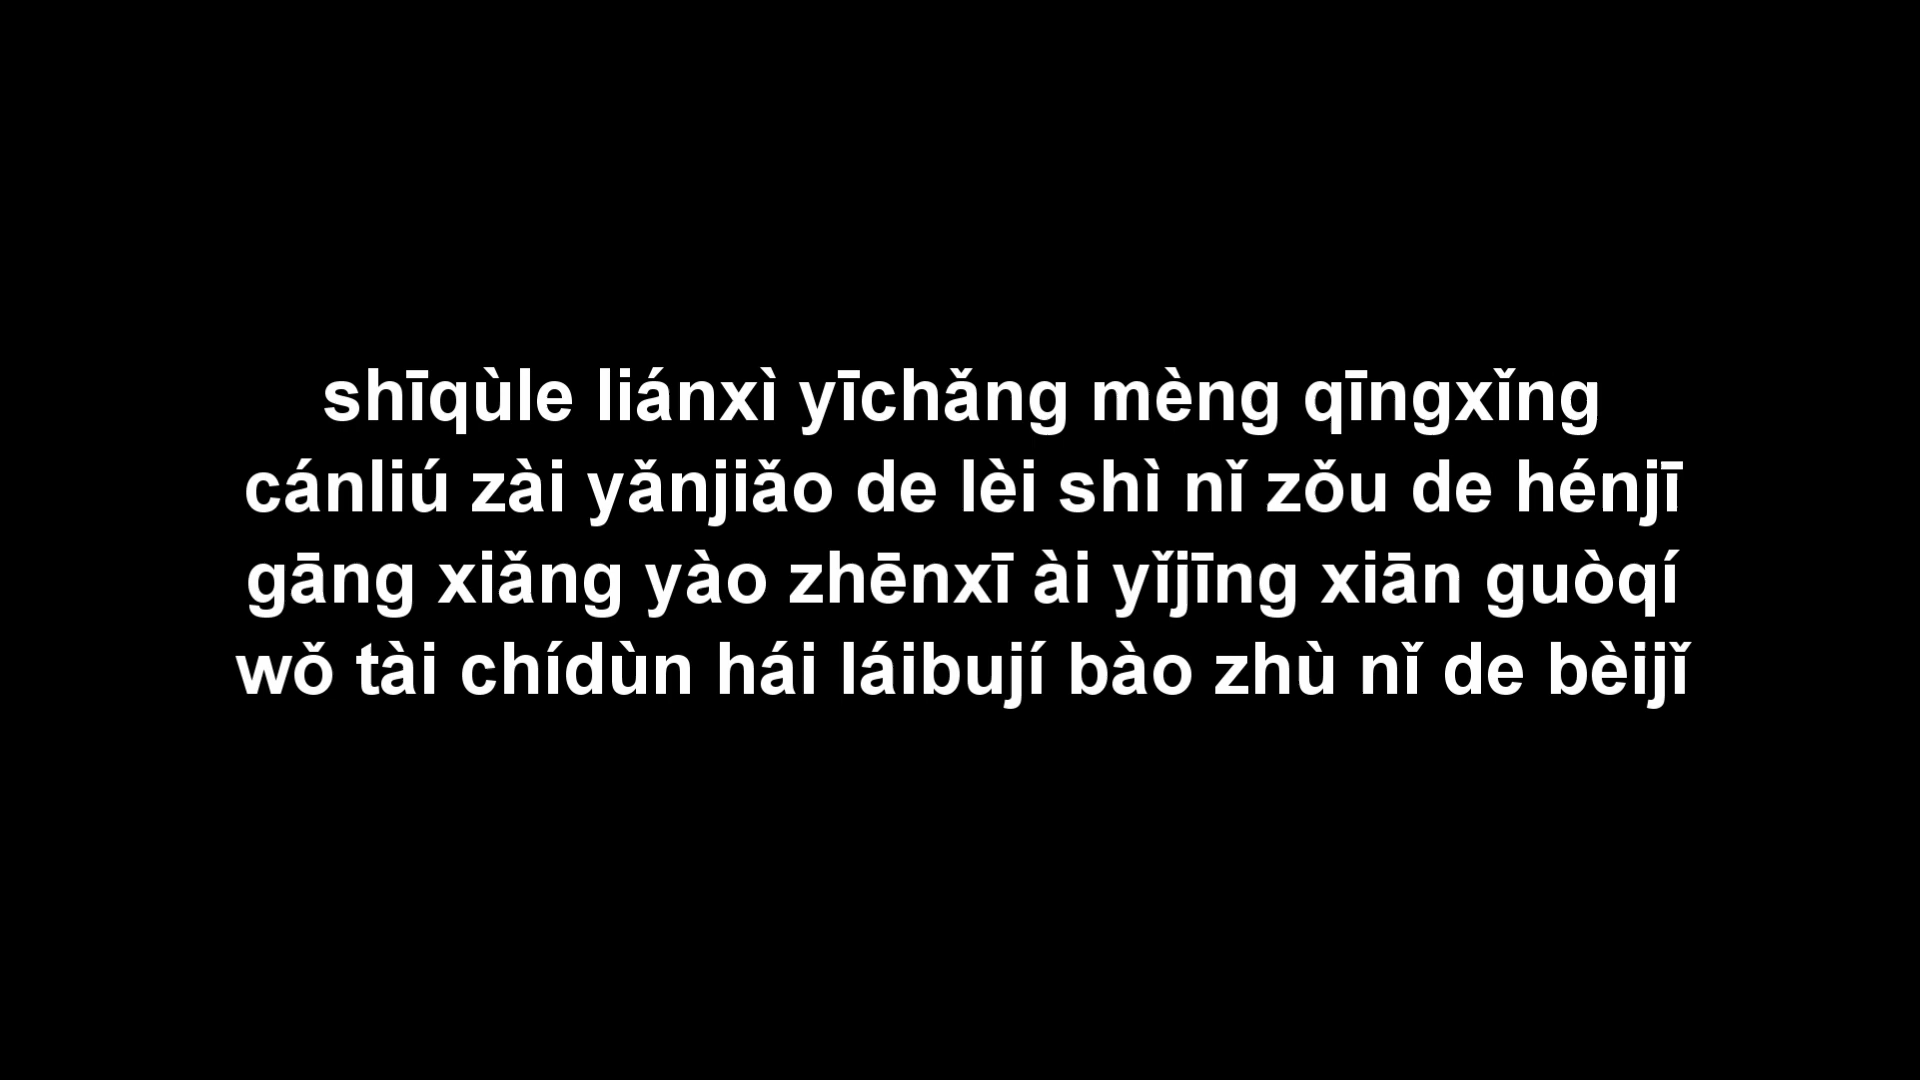 shīqùle liánxì yīchǎng mèng qīngxǐng
cánliú zài yǎnjiǎo de lèi shì nǐ zǒu de hénjī
gāng xiǎng yào zhēnxī ài yǐjīng xiān guòqí
wǒ tài chídùn hái láibují bào zhù nǐ de bèijǐ